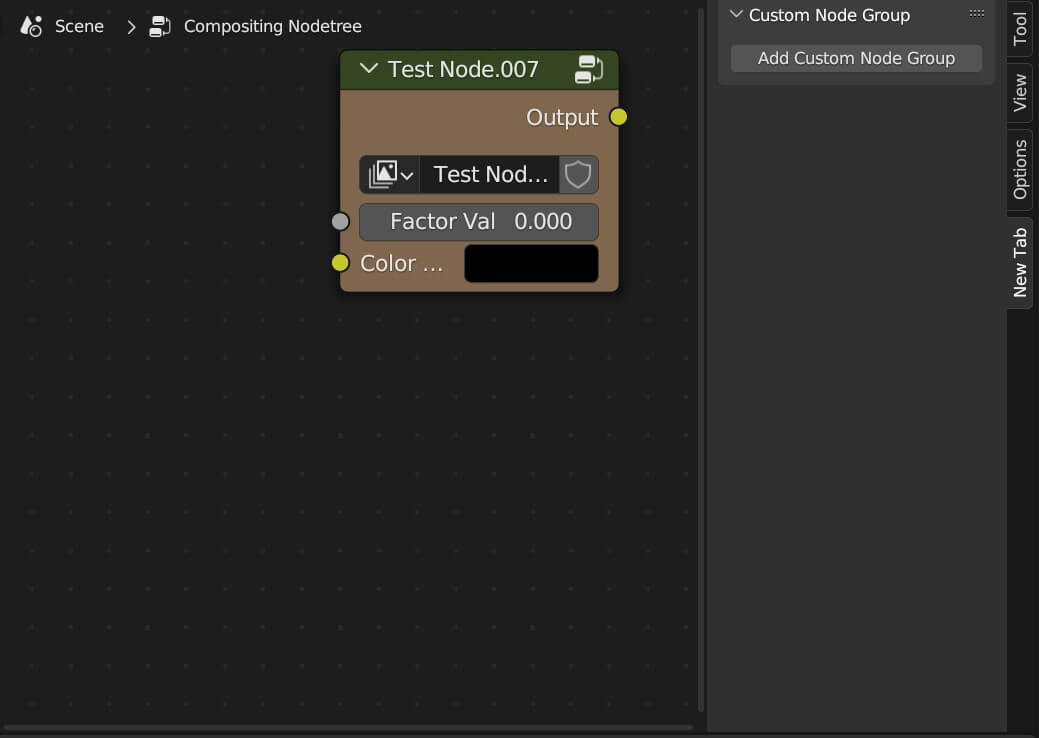 Scene
Compositing Nodetree
Test Node.007
Output
Test Nod...
Factor Val 0.000
Color ...
Custom Node Group
Add Custom Node Group
Tool
View
Options
New Tab